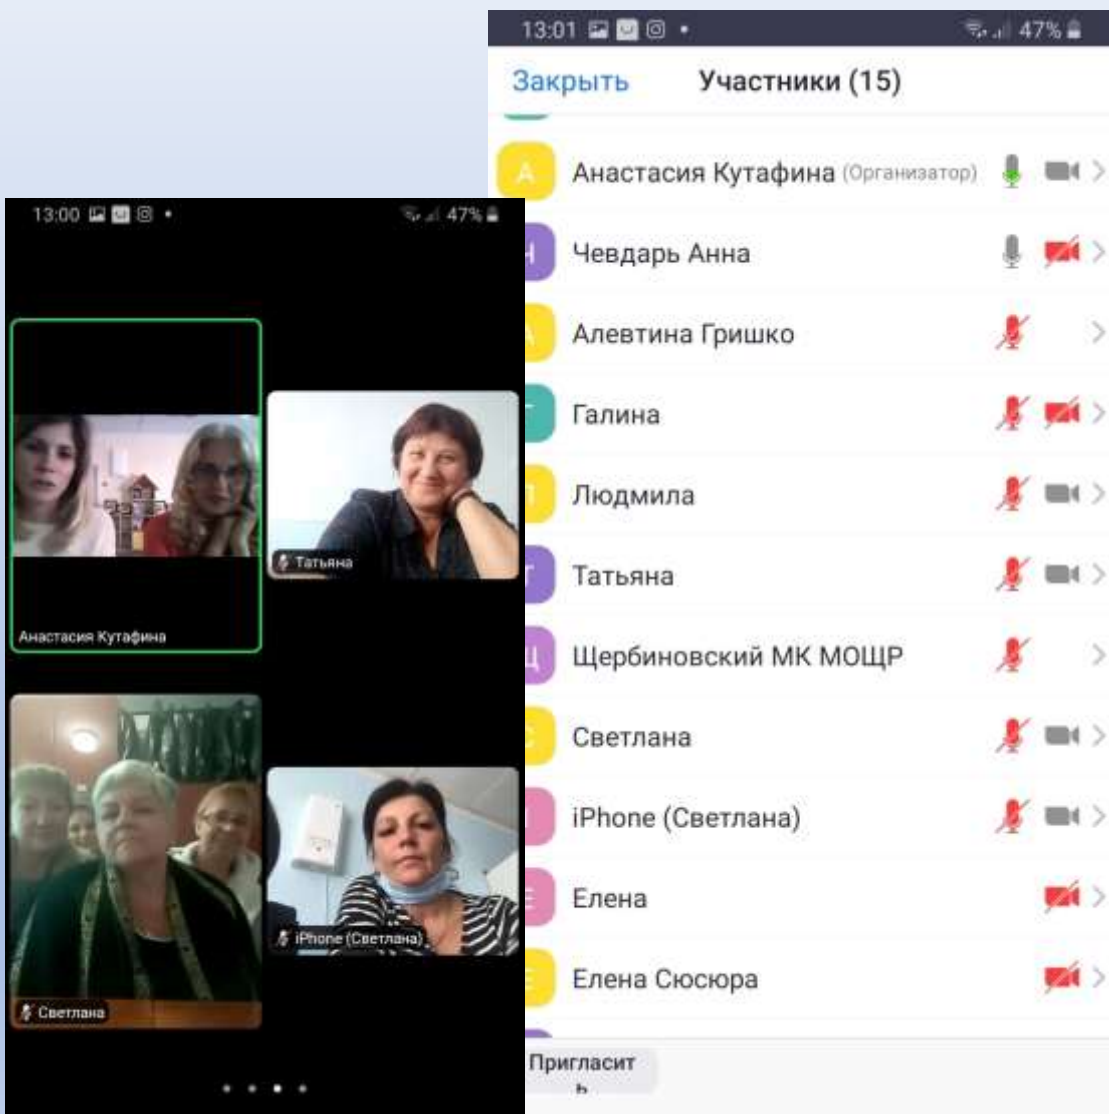 13:00
47%
Анастасия Кутафина
Татьяна
Светлана
iPhone (Светлана)
13:01
47%
Закрыть
Участники (15)
А
Анастасия Кутафина (Организатор)
Ч
Чевдарь Анна
А
Алевтина Гришко
Г
Галина
Л
Людмила
Т
Татьяна
Щ
Щербиновский МК МОЩР
С
Светлана
I
iPhone (Светлана)
Е
Елена
Е
Елена Сюсюра
Пригласит
ь